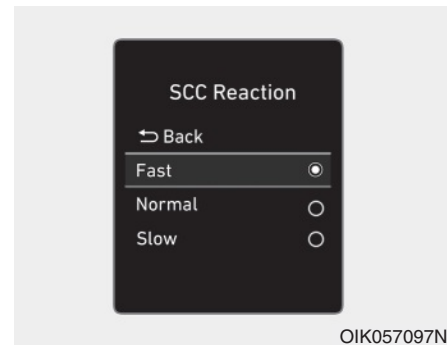 SCC Reaction
Back
Fast
Normal
Slow
OIK057097N